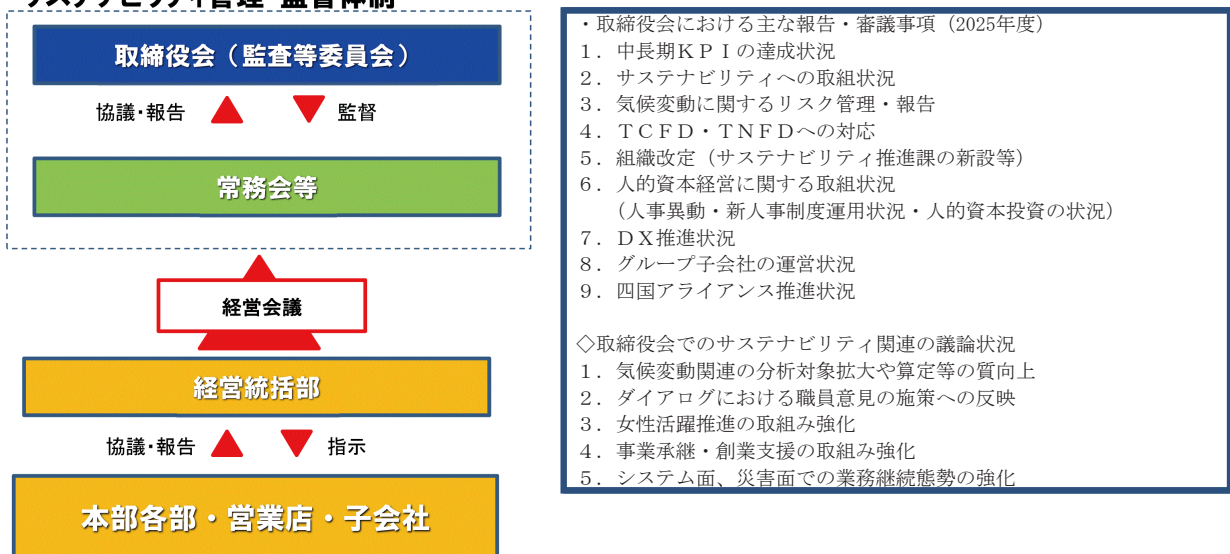 サステナビリティ管理・監督体制
取締役会（監査等委員会）
協議・報告
監督
常務会等
経営会議
経営統括部
協議・報告
指示
本部各部・営業店・子会社
・取締役会における主な報告・審議事項（2025年度）
１．中長期ＫＰＩの達成状況
２．サステナビリティへの取組状況
３．気候変動に関するリスク管理・報告
４．ＴＣＦＤ・ＴＮＦＤへの対応
５．組織改定（サステナビリティ推進課の新設等）
６．人的資本経営に関する取組状況
（人事異動・新人事制度運用状況・人的資本投資の状況）
７．ＤＸ推進状況
８．グループ子会社の運営状況
９．四国アライアンス推進状況
◇取締役会でのサステナビリティ関連の議論状況
１．気候変動関連の分析対象拡大や算定等の質向上
２．ダイアログにおける職員意見の施策への反映
３．女性活躍推進の取組み強化
４．事業承継・創業支援の取組み強化
５．システム面、災害面での業務継続態勢の強化